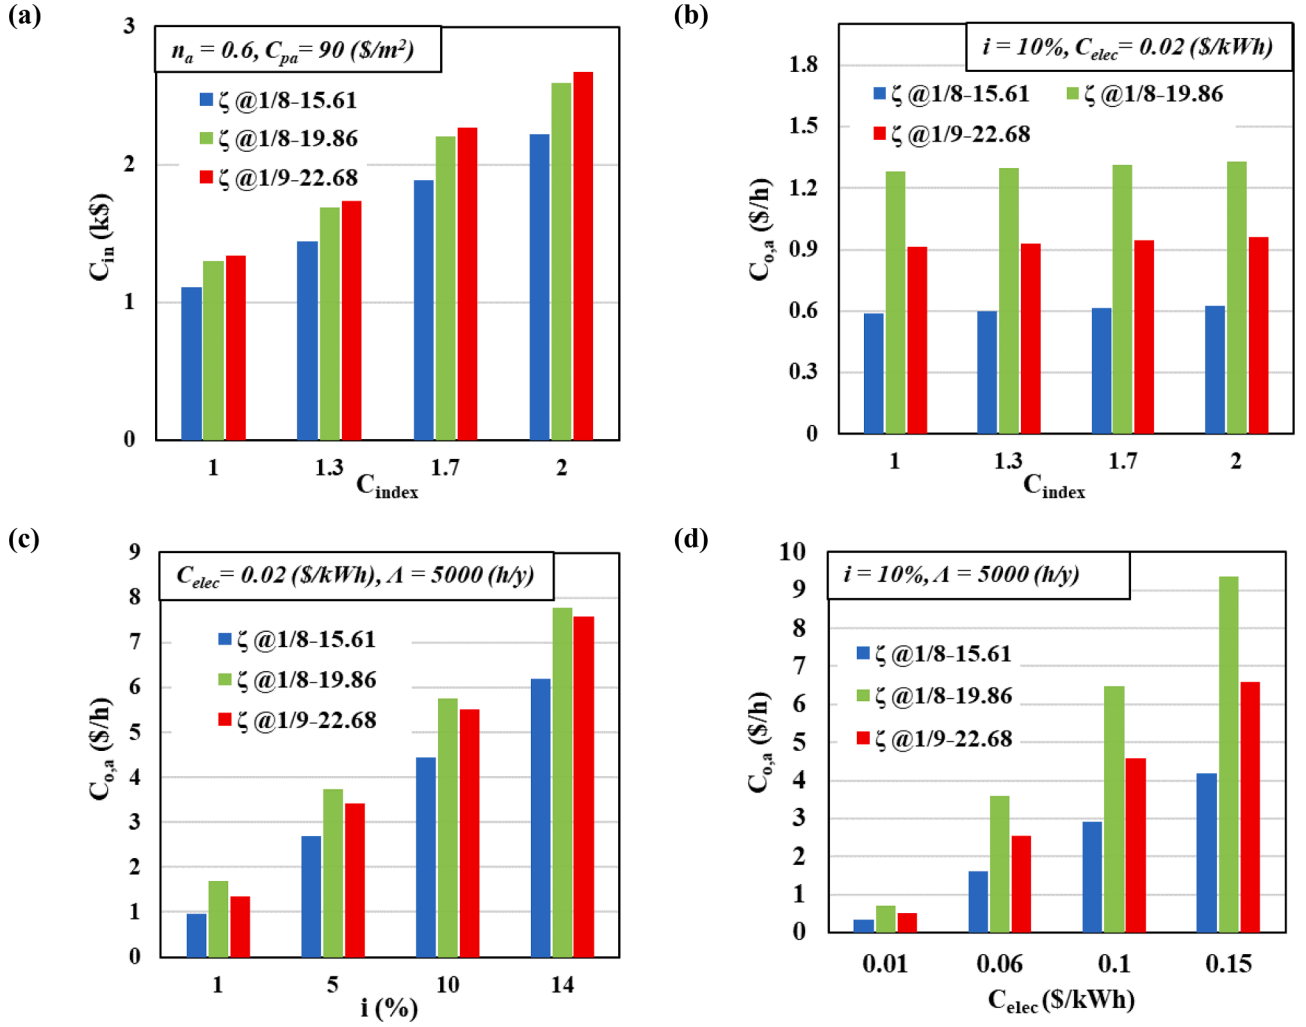 (a)
3
n_a = 0.6, C_pa = 90 ($/m²)
ζ @1/8-15.61
ζ @1/8-19.86
ζ @1/9-22.68
2
1
0
C_in (k$)
1 1.3 1.7 2
C_index
(b)
i = 10%, C_elec = 0.02 ($/kWh)
1.8
ζ @1/8-15.61 ζ @1/8-19.86
ζ @1/9-22.68
1.5
1.2
0.9
0.6
0.3
0
C_o,a ($/h)
1 1.3 1.7 2
C_index
(c)
9
C_elec = 0.02 ($/kWh), Λ = 5000 (h/y)
8
7
6
5
4
3
2
1
0
ζ @1/8-15.61
ζ @1/8-19.86
ζ @1/9-22.68
C_o,a ($/h)
1 5 10 14
i (%)
(d)
10
i = 10%, Λ = 5000 (h/y)
9
8
7
6
5
4
3
2
1
0
ζ @1/8-15.61
ζ @1/8-19.86
ζ @1/9-22.68
C_o,a ($/h)
0.01 0.06 0.1 0.15
C_elec ($/kWh)